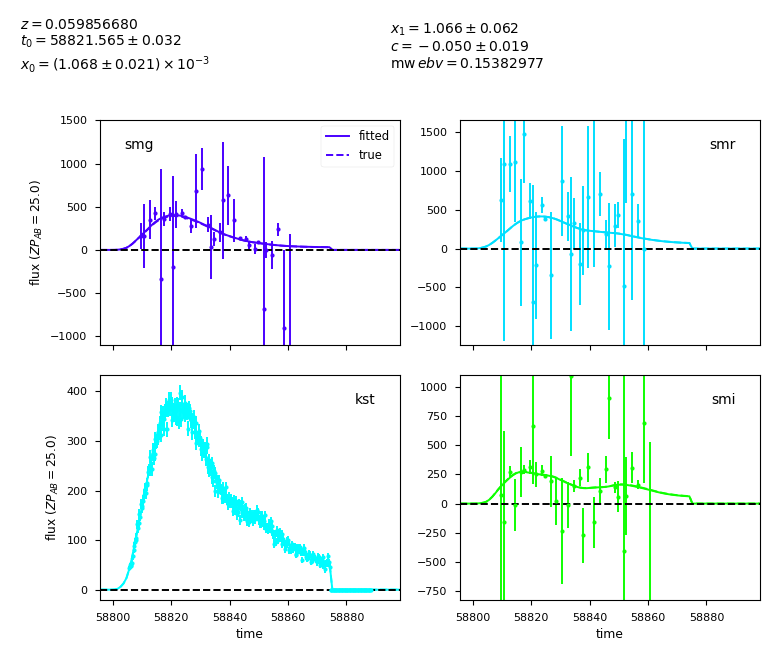 z = 0.059856680
t₀ = 58821.565 ± 0.032
x₀ = (1.068 ± 0.021) × 10⁻³
x₁ = 1.066 ± 0.062
c = −0.050 ± 0.019
mw ebv = 0.15382977
smg
fitted
true
1500
1000
500
0
−500
−1000
flux (ZP_AB = 25.0)
smr
1500
1000
500
0
−500
−1000
kst
400
300
200
100
0
flux (ZP_AB = 25.0)
58800 58820 58840 58860 58880
time
smi
1000
750
500
250
0
−250
−500
−750
58800 58820 58840 58860 58880
time